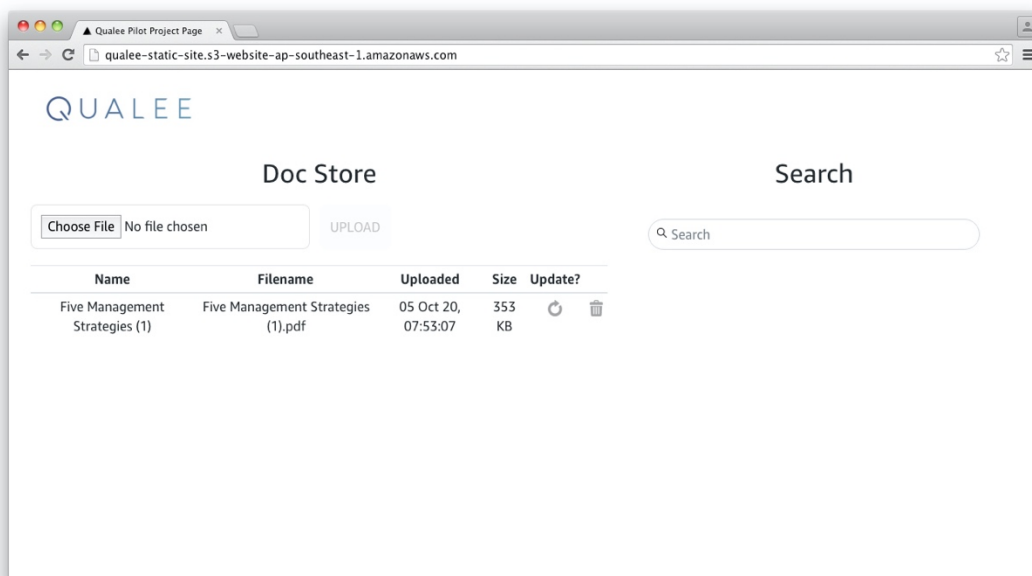 Qualee Pilot Project Page
qualee-static-site.s3-website-ap-southeast-1.amazonaws.com
QUALEE
Doc Store
Choose File No file chosen
UPLOAD
Name Filename Uploaded Size Update?
Five Management Five Management Strategies 05 Oct 20, 353
Strategies (1) (1).pdf 07:53:07 KB
Search
Search